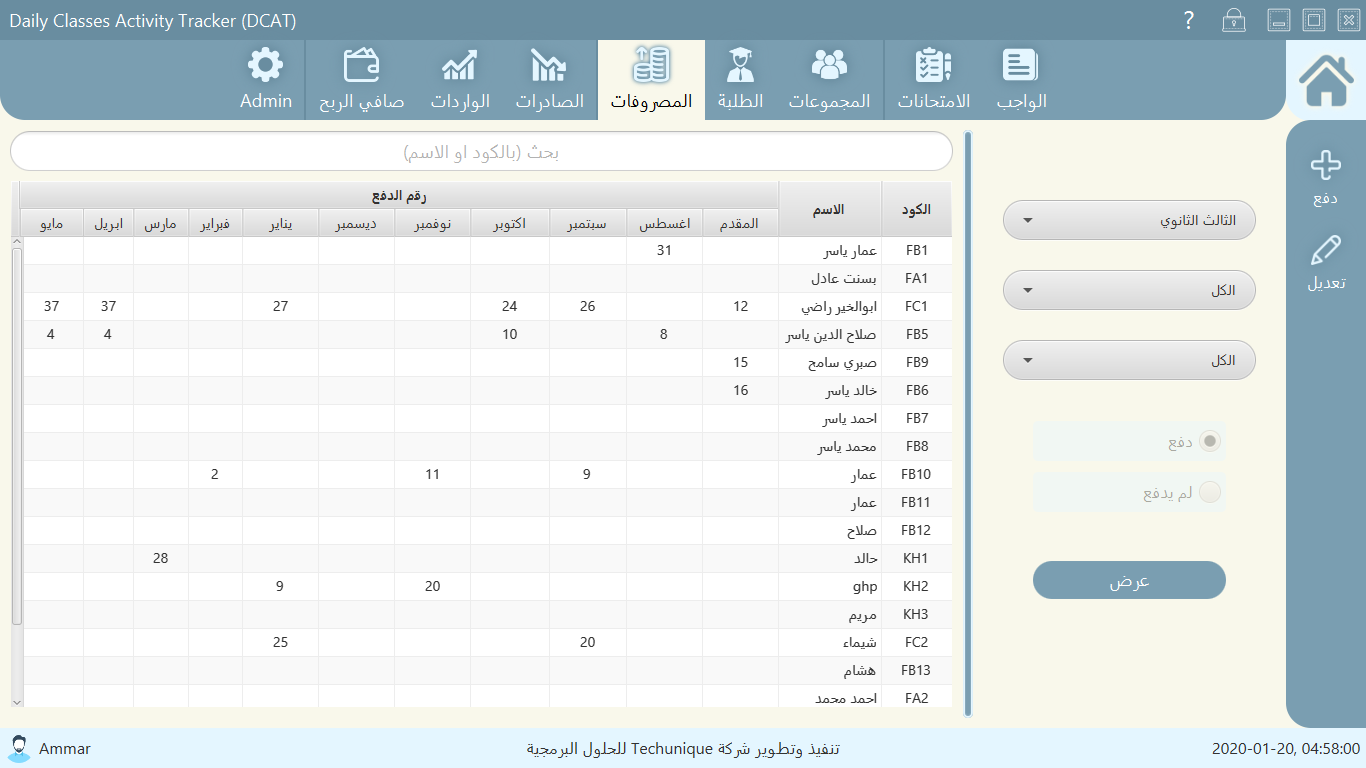 Daily Classes Activity Tracker (DCAT)
?
الواجب
الامتحانات
المجموعات
الطلبة
المصروفات
الصادرات
الواردات
صافي الربح
Admin
دفع
تعديل
الثالث الثانوي
الكل
الكل
دفع
لم يدفع
عرض
بحث (بالكود او الاسم)
الكود الاسم رقم الدفع
المقدم اغسطس سبتمبر اكتوبر نوفمبر ديسمبر يناير فبراير مارس ابريل مايو
FB1 عمار ياسر 31
FA1 بسنت عادل
FC1 ابوالخير راضي 12 26 24 27 37 37
FB5 صلاح الدين ياسر 8 10 4 4
FB9 صبري سامح 15
FB6 خالد ياسر 16
FB7 احمد ياسر
FB8 محمد ياسر
FB10 عمار 9 11 2
FB11 عمار
FB12 صلاح
KH1 حالد 28
KH2 ghp 20 9
KH3 مريم
FC2 شيماء 20 25
FB13 هشام
FA2 احمد محمد
Ammar
تنفيذ وتطوير شركة Techunique للحلول البرمجية
2020-01-20, 04:58:00